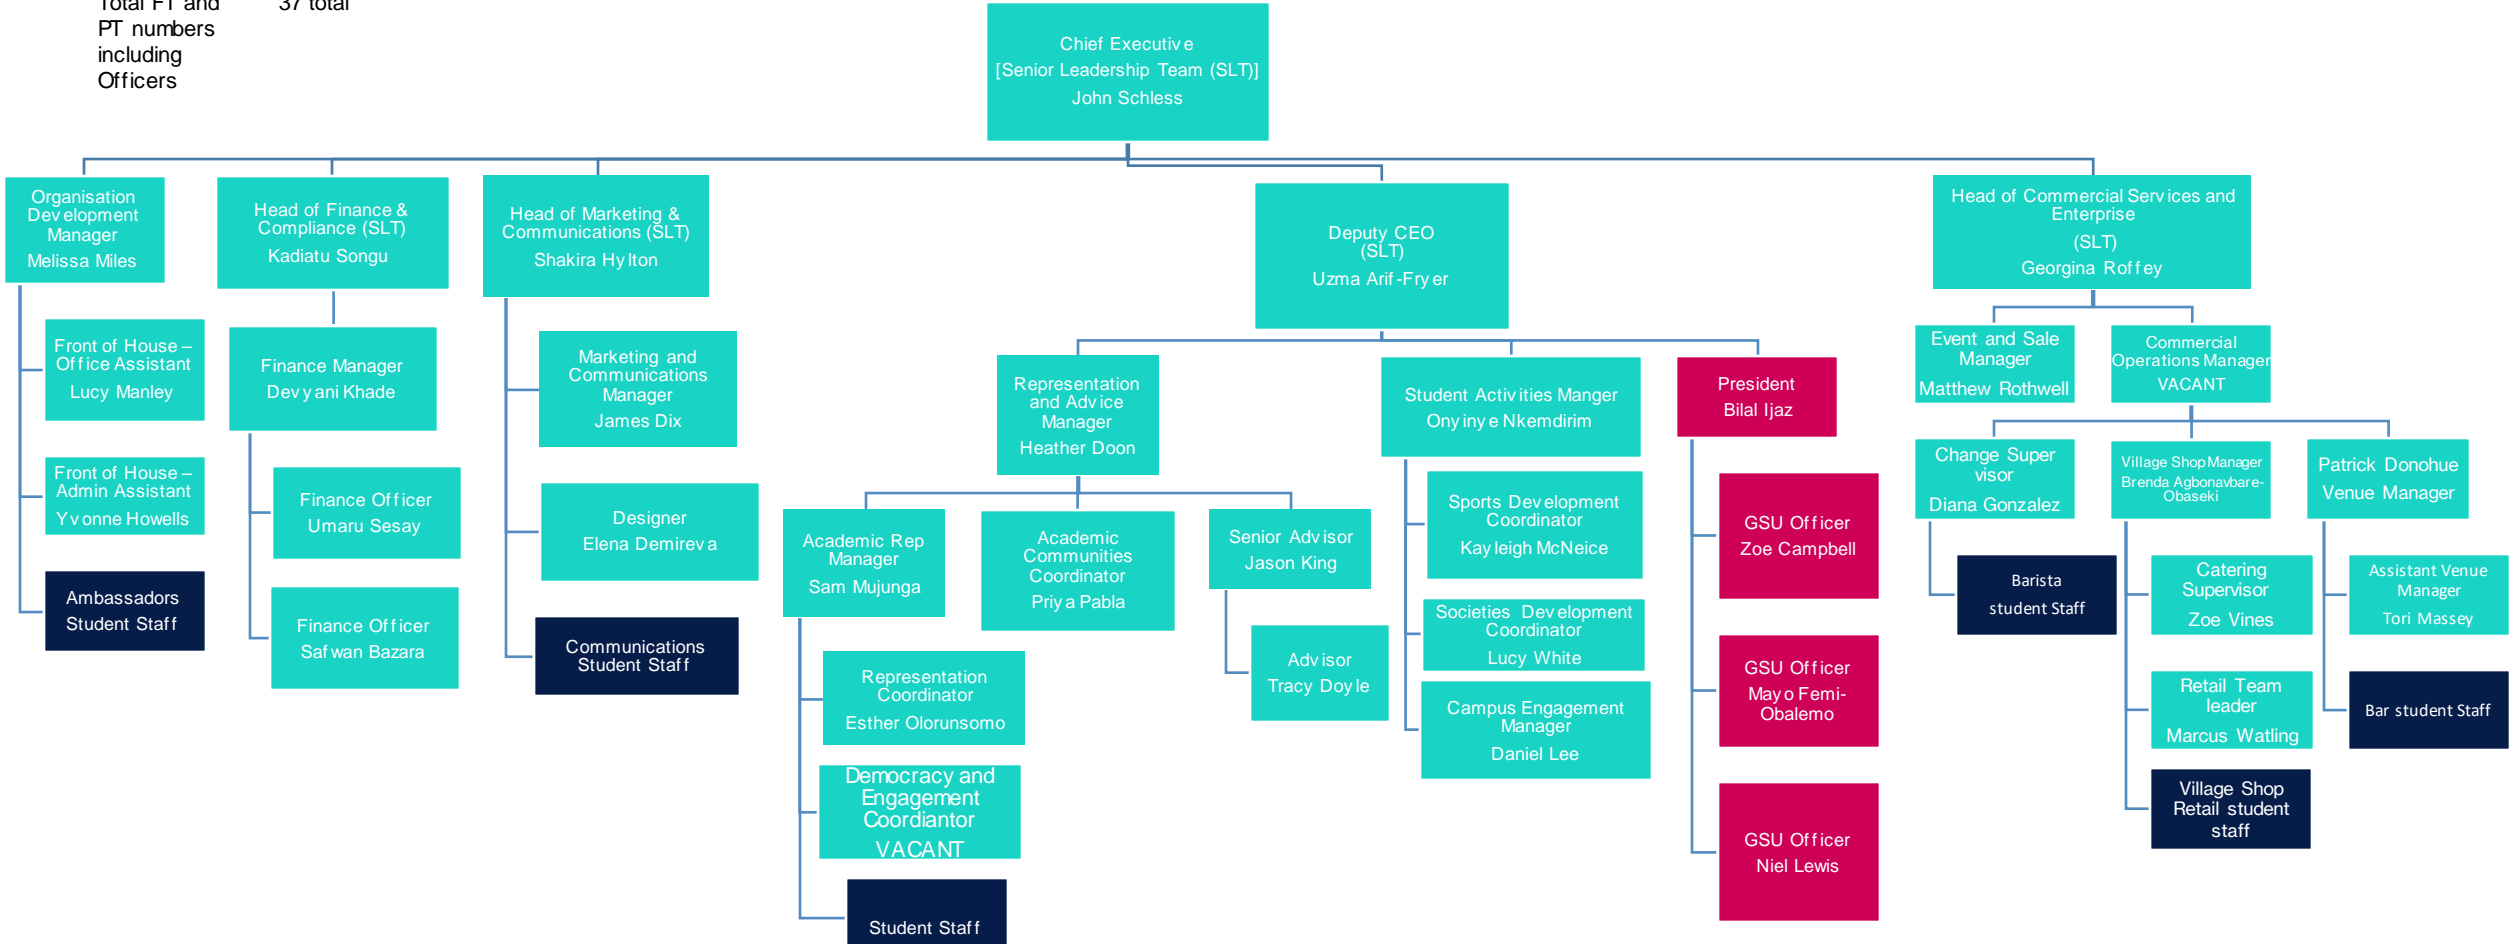 Total FT and 37 total
PT numbers
including
Officers
Chief Executive
[Senior Leadership Team (SLT)]
John Schless
Organisation
Development
Manager
Melissa Miles
Head of Finance &
Compliance (SLT)
Kadiatu Songu
Head of Marketing &
Communications (SLT)
Shakira Hylton
Deputy CEO
(SLT)
Uzma Arif-Fryer
Head of Commercial Services and
Enterprise
(SLT)
Georgina Roffey
Front of House –
Office Assistant
Lucy Manley
Front of House –
Admin Assistant
Yvonne Howells
Ambassadors
Student Staff
Finance Manager
Devyani Khade
Finance Officer
Umaru Sesay
Finance Officer
Safwan Bazara
Marketing and
Communications
Manager
James Dix
Designer
Elena Demireva
Communications
Student Staff
Representation
and Advice
Manager
Heather Doon
Academic Rep
Manager
Sam Mujunga
Representation
Coordinator
Esther Olorunsomo
Democracy and
Engagement
Coordiantor
VACANT
Student Staff
Academic
Communities
Coordinator
Priya Pabla
Senior Advisor
Jason King
Advisor
Tracy Doyle
Student Activities Manger
Onyinye Nkemdirim
Sports Development
Coordinator
Kayleigh McNeice
Societies Development
Coordinator
Lucy White
Campus Engagement
Manager
Daniel Lee
President
Bilal Ijaz
GSU Officer
Zoe Campbell
GSU Officer
Mayo Femi-
Obalemo
GSU Officer
Niel Lewis
Event and Sale
Manager
Matthew Rothwell
Commercial
Operations Manager
VACANT
Change Super
visor
Diana Gonzalez
Barista
student Staff
Village Shop Manager
Brenda Agbonavbare-
Obaseki
Catering
Supervisor
Zoe Vines
Retail Team
leader
Marcus Watling
Village Shop
Retail student
staff
Patrick Donohue
Venue Manager
Assistant Venue
Manager
Tori Massey
Bar student Staff